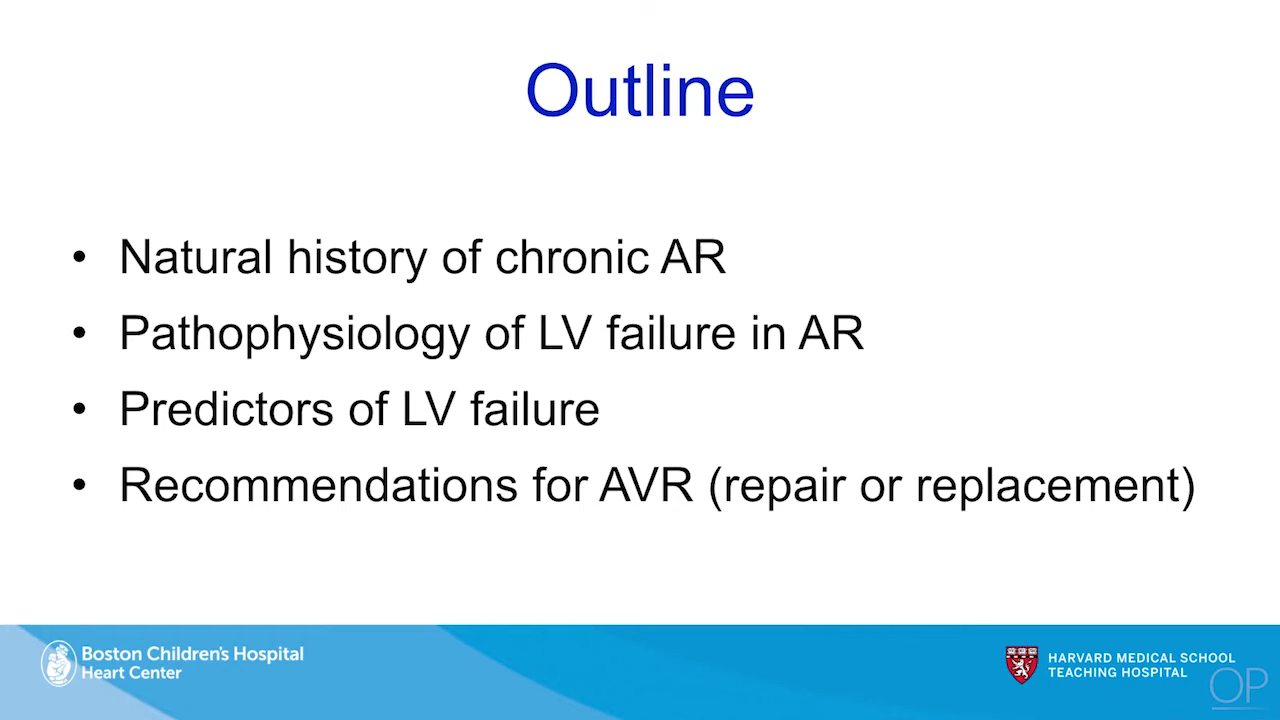 Outline
• Natural history of chronic AR
• Pathophysiology of LV failure in AR
• Predictors of LV failure
• Recommendations for AVR (repair or replacement)
Boston Children's Hospital
Heart Center
HARVARD MEDICAL SCHOOL
TEACHING HOSPITAL
OP